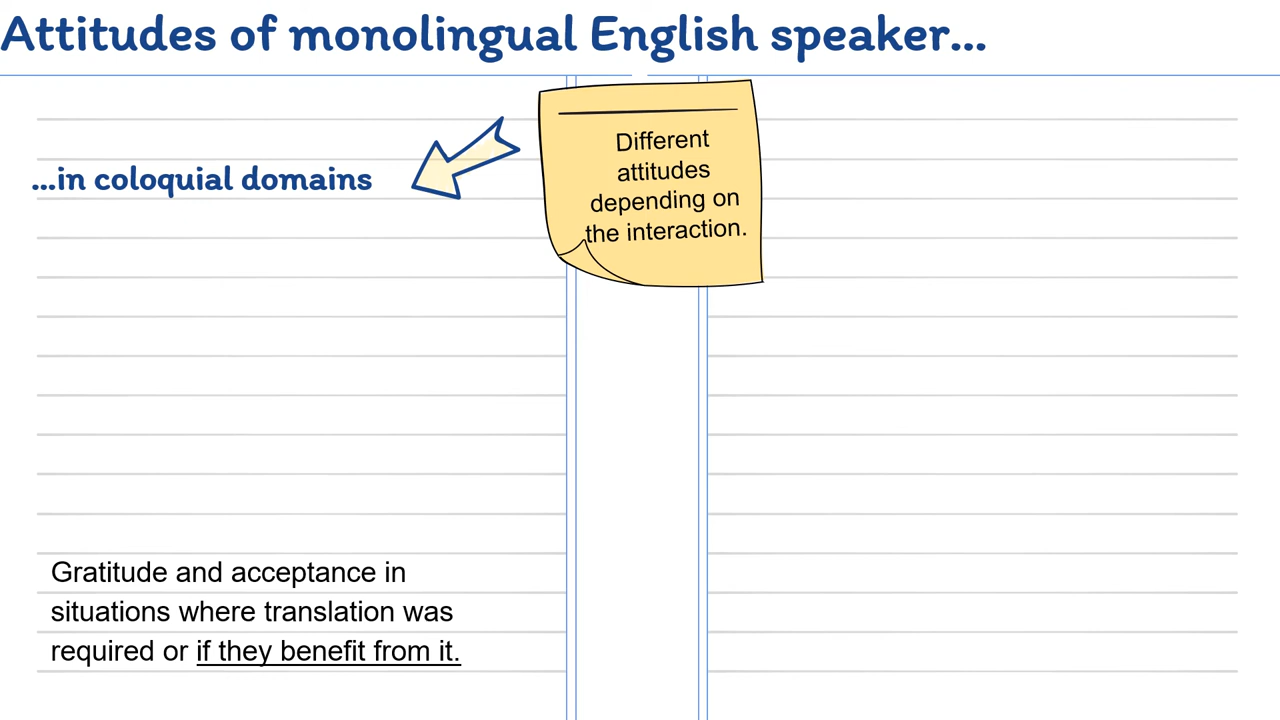 Attitudes of monolingual English speaker...
Different
attitudes
depending on
the interaction.
...in coloquial domains
Gratitude and acceptance in
situations where translation was
required or if they benefit from it.